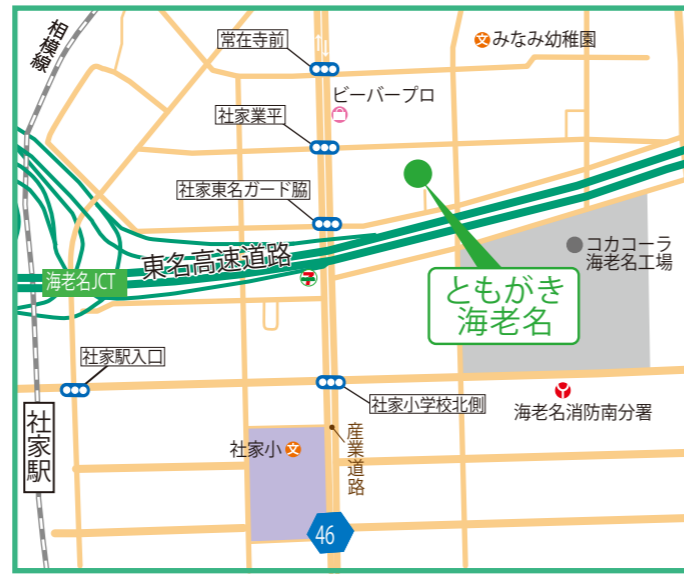 相模線
常在寺前
↑↓
文
みなみ幼稚園
ビーバープロ
社家業平
社家東名ガード脇
東名高速道路
海老名JCT
7
コカコーラ
海老名工場
ともがき
海老名
社家駅入口
社家小学校北側
海老名消防南分署
社家駅
社家小
文
産業道路
46